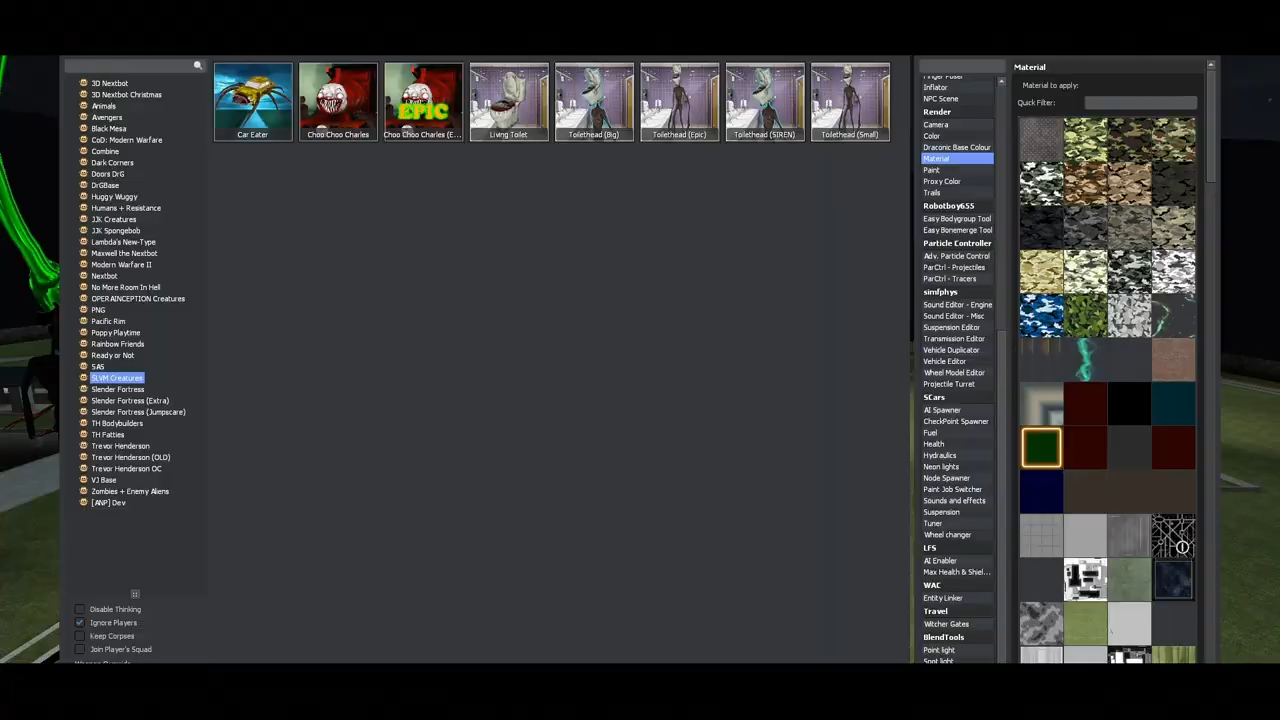 3D Nextbot
3D Nextbot Christmas
Animals
Avengers
Black Mesa
CoD: Modern Warfare
Combine
Dark Corners
Doors DrG
DrGBase
Huggy Wuggy
Humans + Resistance
JJK Creatures
JJK Spongebob
Lambda's New-Type
Maxwell the Nextbot
Modern Warfare II
Nextbot
No More Room In Hell
OPERAINCEPTION Creatures
PNG
Pacific Rim
Poppy Playtime
Rainbow Friends
Ready or Not
SAS
SLVM Creatures
Slender Fortress
Slender Fortress (Extra)
Slender Fortress (Jumpscare)
TH Bodybuilders
TH Fatties
Trevor Henderson
Trevor Henderson (OLD)
Trevor Henderson OC
VJ Base
Zombies + Enemy Aliens
[ANP] Dev
Disable Thinking
Ignore Players
Keep Corpses
Join Player's Squad
Car Eater
Choo Choo Charles
EPIC
Choo Choo Charles (E...
Living Toilet
Toilethead (Big)
Toilethead (Epic)
Toilethead (SIREN)
Toilethead (Small)
Finger Poser
Inflator
NPC Scene
Render
Camera
Color
Draconic Base Colour
Material
Paint
Proxy Color
Trails
Robotboy655
Easy Bodygroup Tool
Easy Bonemerge Tool
Particle Controller
Adv. Particle Control
ParCtrl - Projectiles
ParCtrl - Tracers
simfphys
Sound Editor - Engine
Sound Editor - Misc
Suspension Editor
Transmission Editor
Vehicle Duplicator
Vehicle Editor
Wheel Model Editor
Projectile Turret
SCars
AI Spawner
CheckPoint Spawner
Fuel
Health
Hydraulics
Neon lights
Node Spawner
Paint Job Switcher
Sounds and effects
Suspension
Tuner
Wheel changer
LFS
AI Enabler
Max Health & Shiel...
WAC
Entity Linker
Travel
Witcher Gates
BlendTools
Point light
Spot light
Material
Material to apply:
Quick Filter: